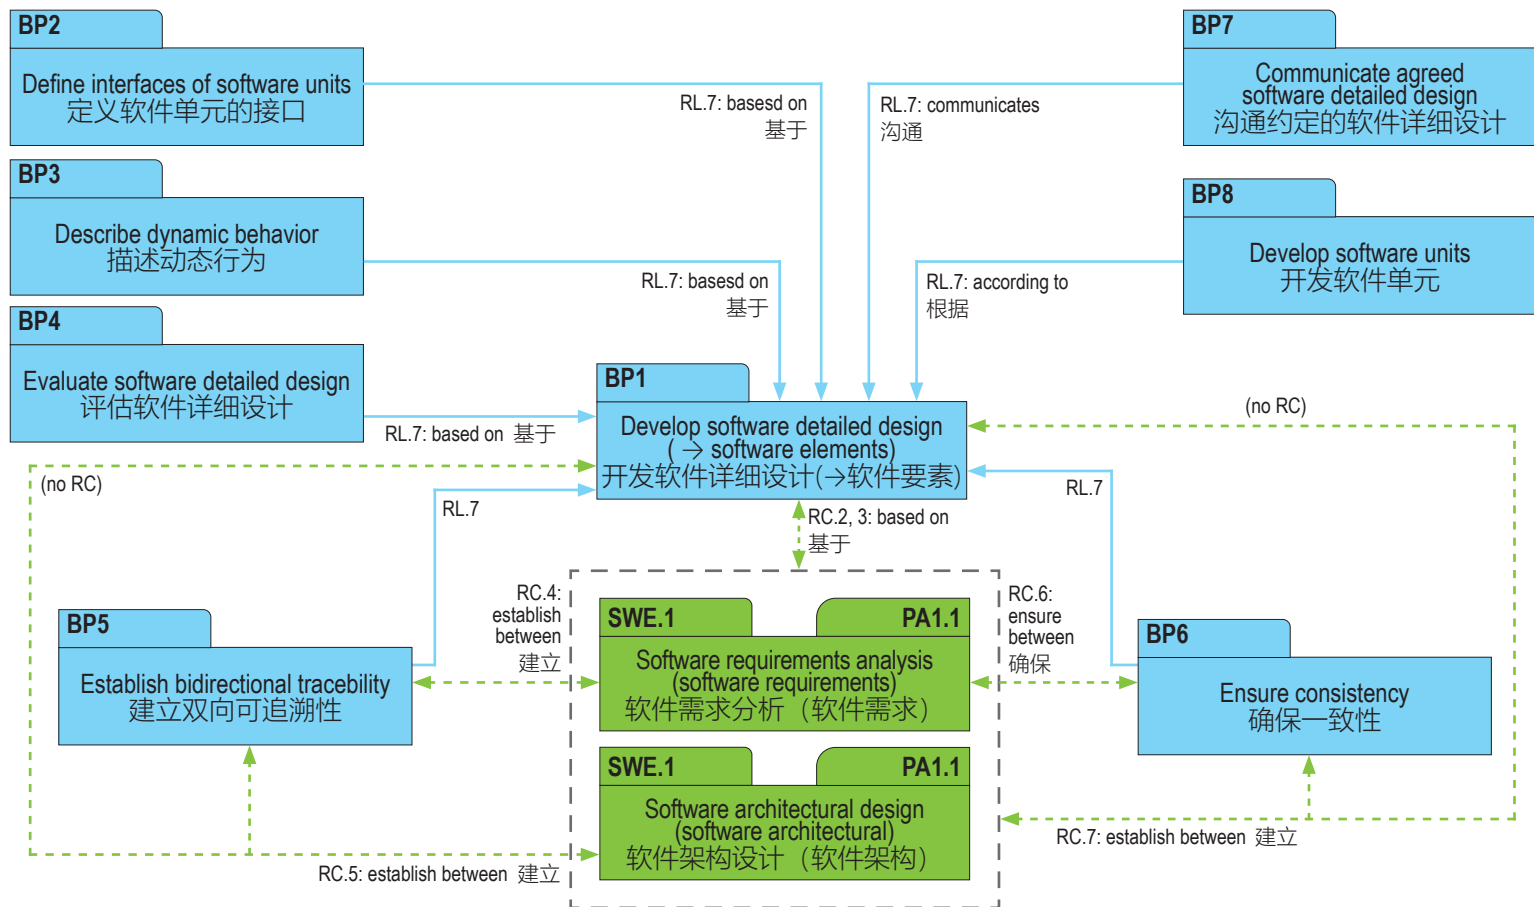 BP2
Define interfaces of software units
定义软件单元的接口
BP7
Communicate agreed
software detailed design
沟通约定的软件详细设计
RL.7: basesd on
基于
RL.7: communicates
沟通
BP3
Describe dynamic behavior
描述动态行为
BP8
Develop software units
开发软件单元
RL.7: basesd on
基于
RL.7: according to
根据
BP4
Evaluate software detailed design
评估软件详细设计
RL.7: based on 基于
BP1
Develop software detailed design
( → software elements)
开发软件详细设计(→软件要素)
(no RC)
(no RC)
RL.7
RL.7
RC.2, 3: based on
基于
RC.4:
establish
between
建立
RC.6:
ensure
between
确保
BP5
Establish bidirectional tracebility
建立双向可追溯性
SWE.1
PA1.1
Software requirements analysis
(software requirements)
软件需求分析（软件需求）
BP6
Ensure consistency
确保一致性
SWE.1
PA1.1
Software architectural design
(software architectural)
软件架构设计（软件架构）
RC.7: establish between 建立
RC.5: establish between 建立